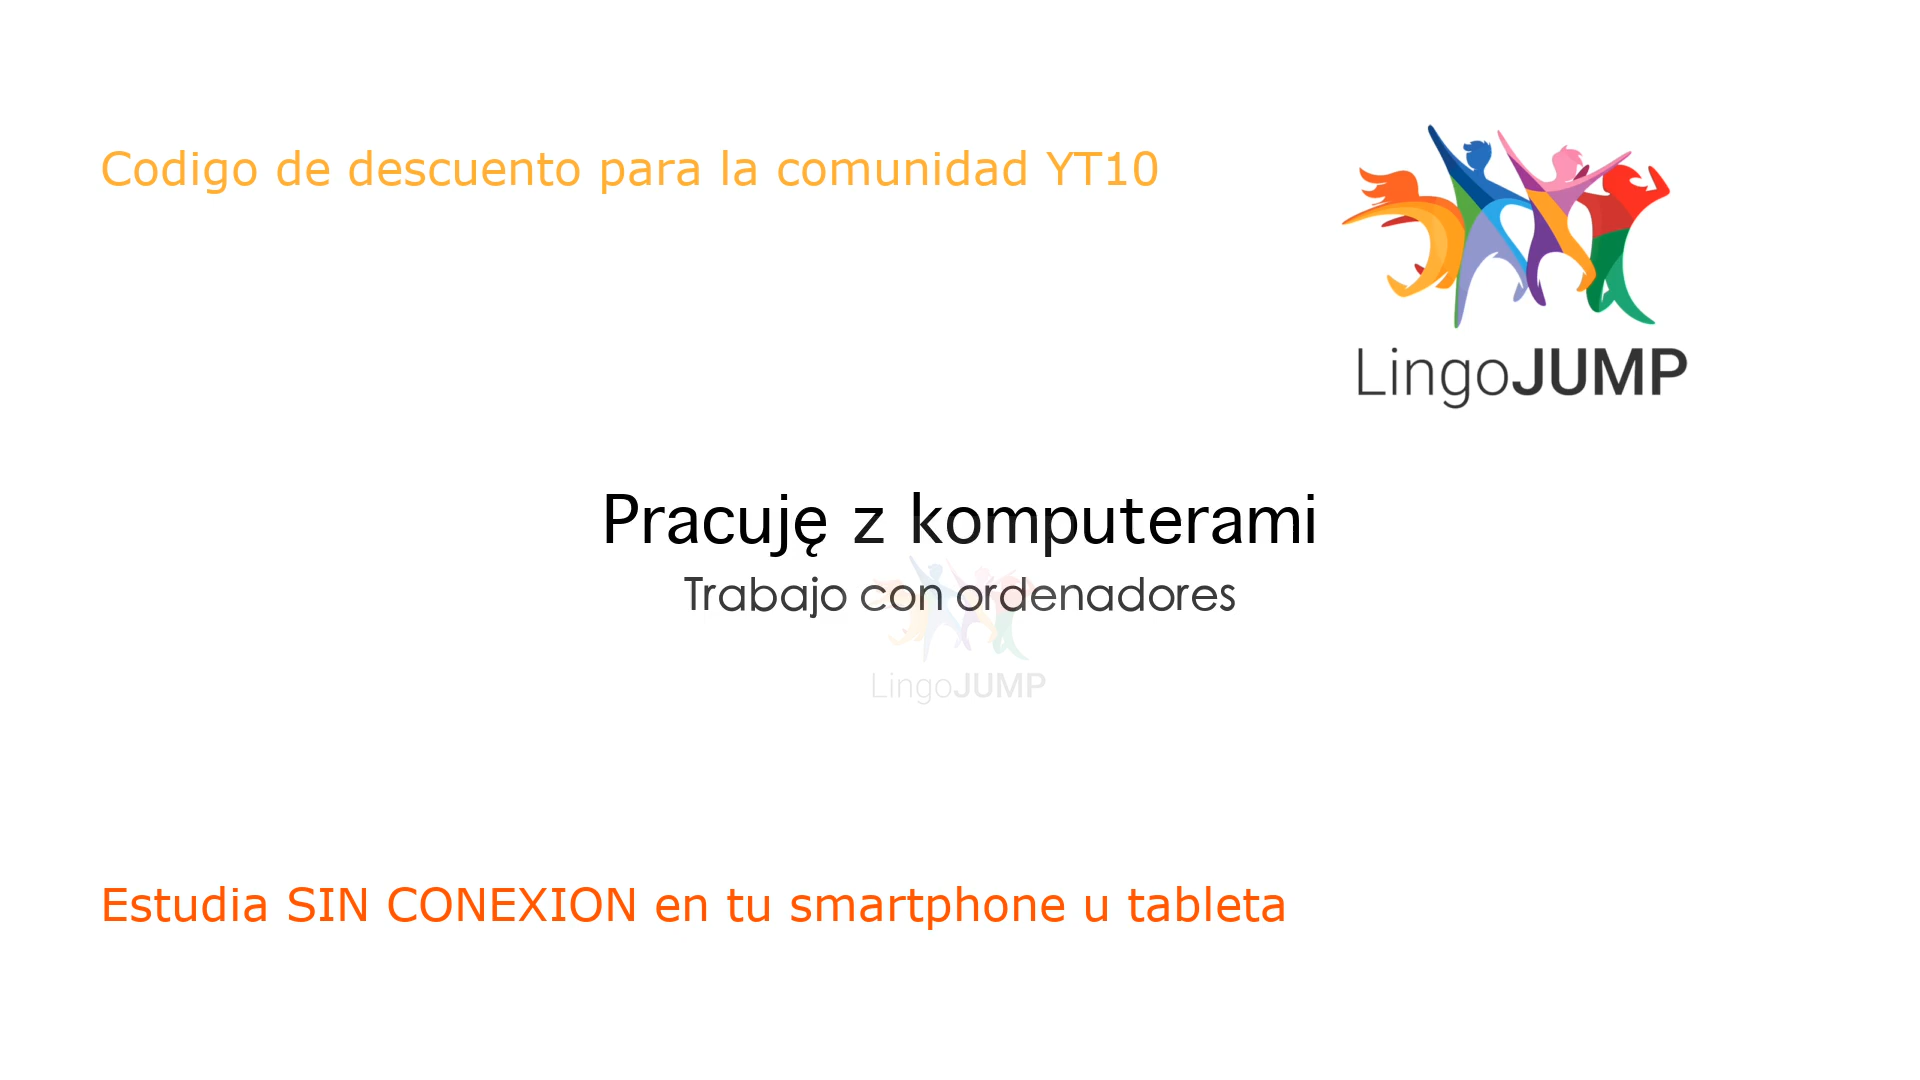 Codigo de descuento para la comunidad YT10
LingoJUMP
Pracuję z komputerami
Trabajo con ordenadores
LingoJUMP
Estudia SIN CONEXION en tu smartphone u tableta